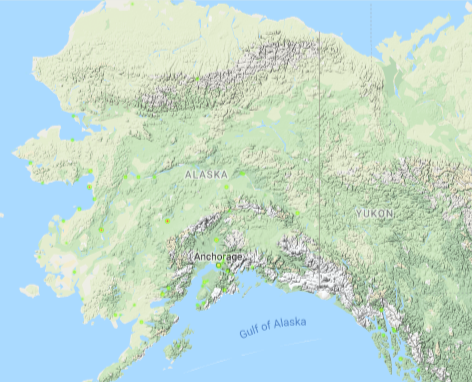 ALASKA
YUKON
Anchorage
Gulf of Alaska